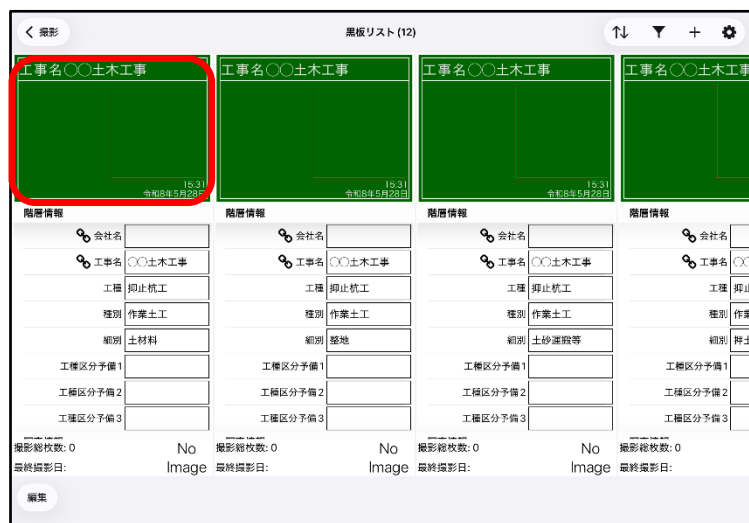 撮影
黒板リスト (12)
工事名○○土木工事
15:31
令和8年5月28日
階層情報
会社名
工事名 ○○土木工事
工種 抑止杭工
種別 作業土工
細別 土材料
工種区分予備1
工種区分予備2
工種区分予備3
撮影総枚数: 0
最終撮影日:
No
Image
工事名○○土木工事
15:31
令和8年5月28日
階層情報
会社名
工事名 ○○土木工事
工種 抑止杭工
種別 作業土工
細別 整地
工種区分予備1
工種区分予備2
工種区分予備3
撮影総枚数: 0
最終撮影日:
No
Image
工事名○○土木工事
15:31
令和8年5月28日
階層情報
会社名
工事名 ○○土木工事
工種 抑止杭工
種別 作業土工
細別 土砂運搬等
工種区分予備1
工種区分予備2
工種区分予備3
撮影総枚数: 0
最終撮影日:
No
Image
工事名○○土木工事
階層情報
会社名
工事名
工種 抑止
種別 作業
細別 押土
工種区分予備1
工種区分予備2
工種区分予備3
撮影総枚数: 0
最終撮影日:
編集